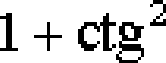 1 + ctg²